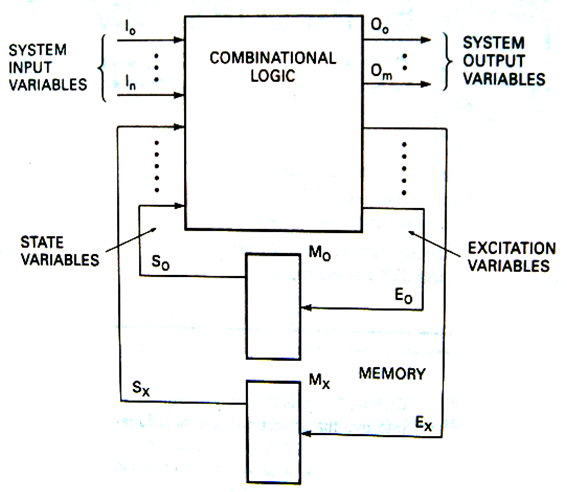 I₀
SYSTEM
INPUT
VARIABLES
Iₙ
COMBINATIONAL
LOGIC
O₀
SYSTEM
OUTPUT
VARIABLES
Oₘ
STATE
VARIABLES
EXCITATION
VARIABLES
S₀
M₀
E₀
MEMORY
Sₓ
Mₓ
Eₓ